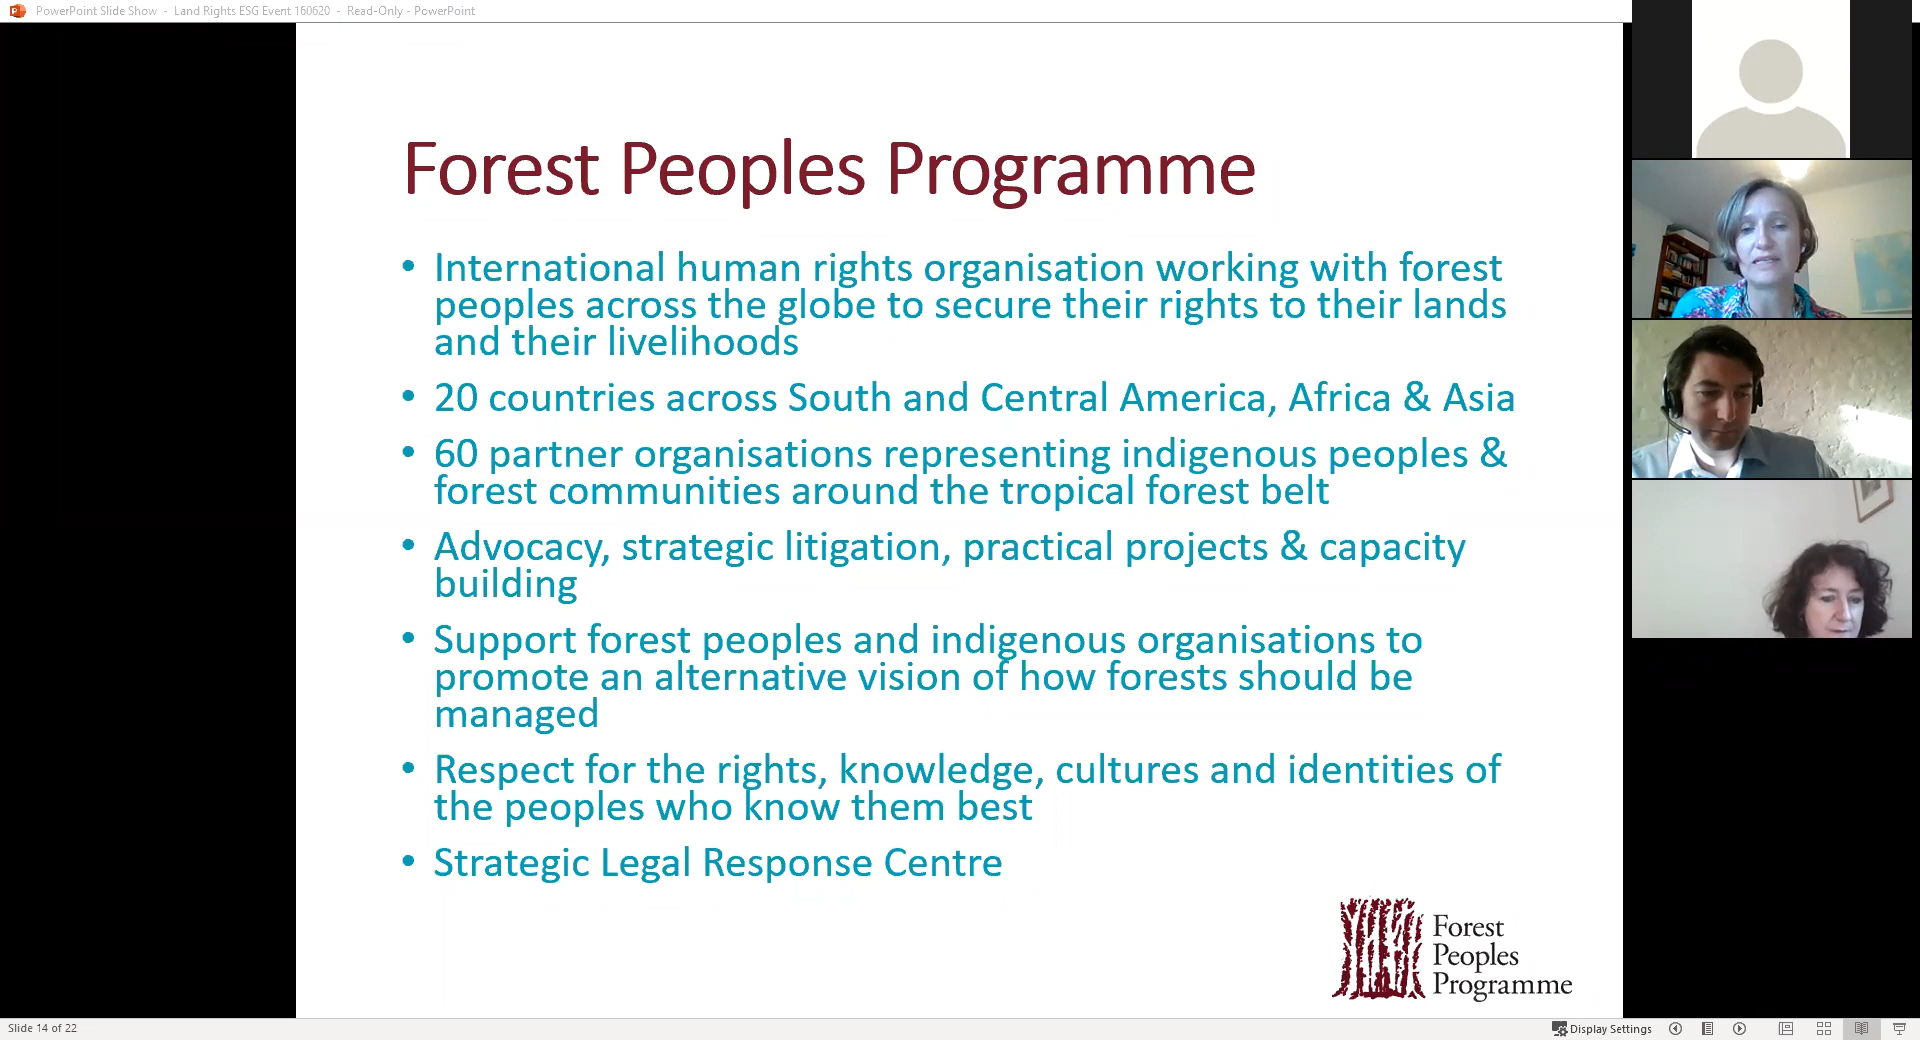 PowerPoint Slide Show - Land Rights ESG Event 160620 - Read-Only - PowerPoint
Forest Peoples Programme
• International human rights organisation working with forest
peoples across the globe to secure their rights to their lands
and their livelihoods
• 20 countries across South and Central America, Africa & Asia
• 60 partner organisations representing indigenous peoples &
forest communities around the tropical forest belt
• Advocacy, strategic litigation, practical projects & capacity
building
• Support forest peoples and indigenous organisations to
promote an alternative vision of how forests should be
managed
• Respect for the rights, knowledge, cultures and identities of
the peoples who know them best
• Strategic Legal Response Centre
Forest
Peoples
Programme
Slide 14 of 22
Display Settings